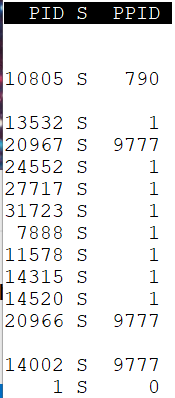 PID S PPID
10805 S 790
13532 S 1
20967 S 9777
24552 S 1
27717 S 1
31723 S 1
7888 S 1
11578 S 1
14315 S 1
14520 S 1
20966 S 9777
14002 S 9777
1 S 0